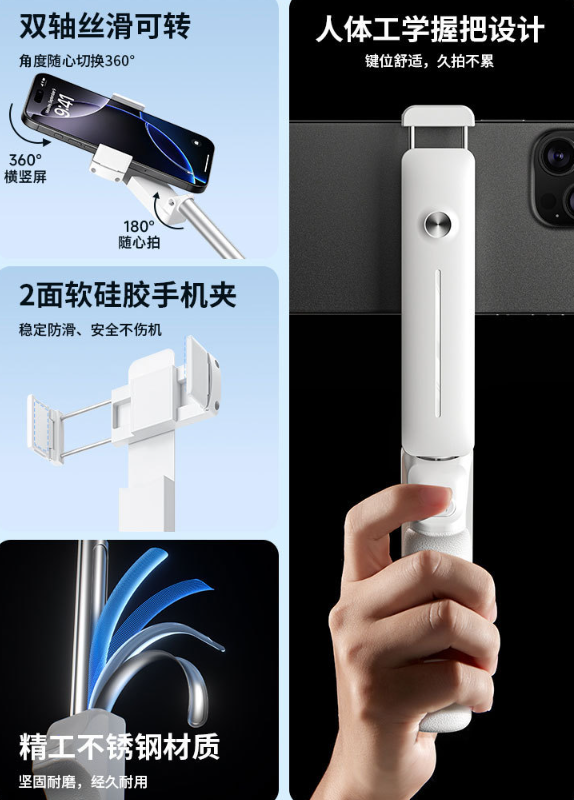 双轴丝滑可转
角度随心切换360°
9:41
360°
横竖屏
180°
随心拍
2面软硅胶手机夹
稳定防滑、安全不伤机
精工不锈钢材质
坚固耐磨，经久耐用
人体工学握把设计
键位舒适，久拍不累